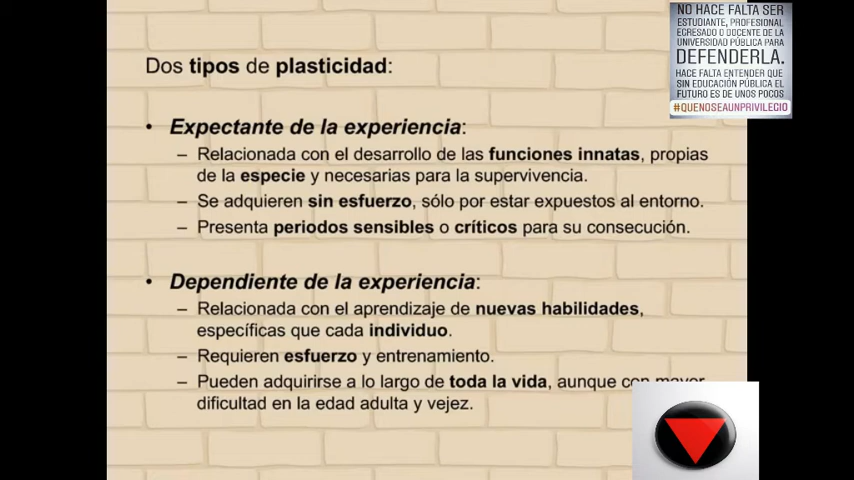 Dos tipos de plasticidad:
• Expectante de la experiencia:
– Relacionada con el desarrollo de las funciones innatas, propias
de la especie y necesarias para la supervivencia.
– Se adquieren sin esfuerzo, sólo por estar expuestos al entorno.
– Presenta periodos sensibles o críticos para su consecución.
• Dependiente de la experiencia:
– Relacionada con el aprendizaje de nuevas habilidades,
específicas que cada individuo.
– Requieren esfuerzo y entrenamiento.
– Pueden adquirirse a lo largo de toda la vida, aunque con mayor
dificultad en la edad adulta y vejez.
NO HACE FALTA SER
ESTUDIANTE, PROFESIONAL
EGRESADO O DOCENTE DE LA
UNIVERSIDAD PÚBLICA PARA
DEFENDERLA.
HACE FALTA ENTENDER QUE
SIN EDUCACIÓN PÚBLICA EL
FUTURO ES DE UNOS POCOS
#QUENOSEAUNPRIVILEGIO